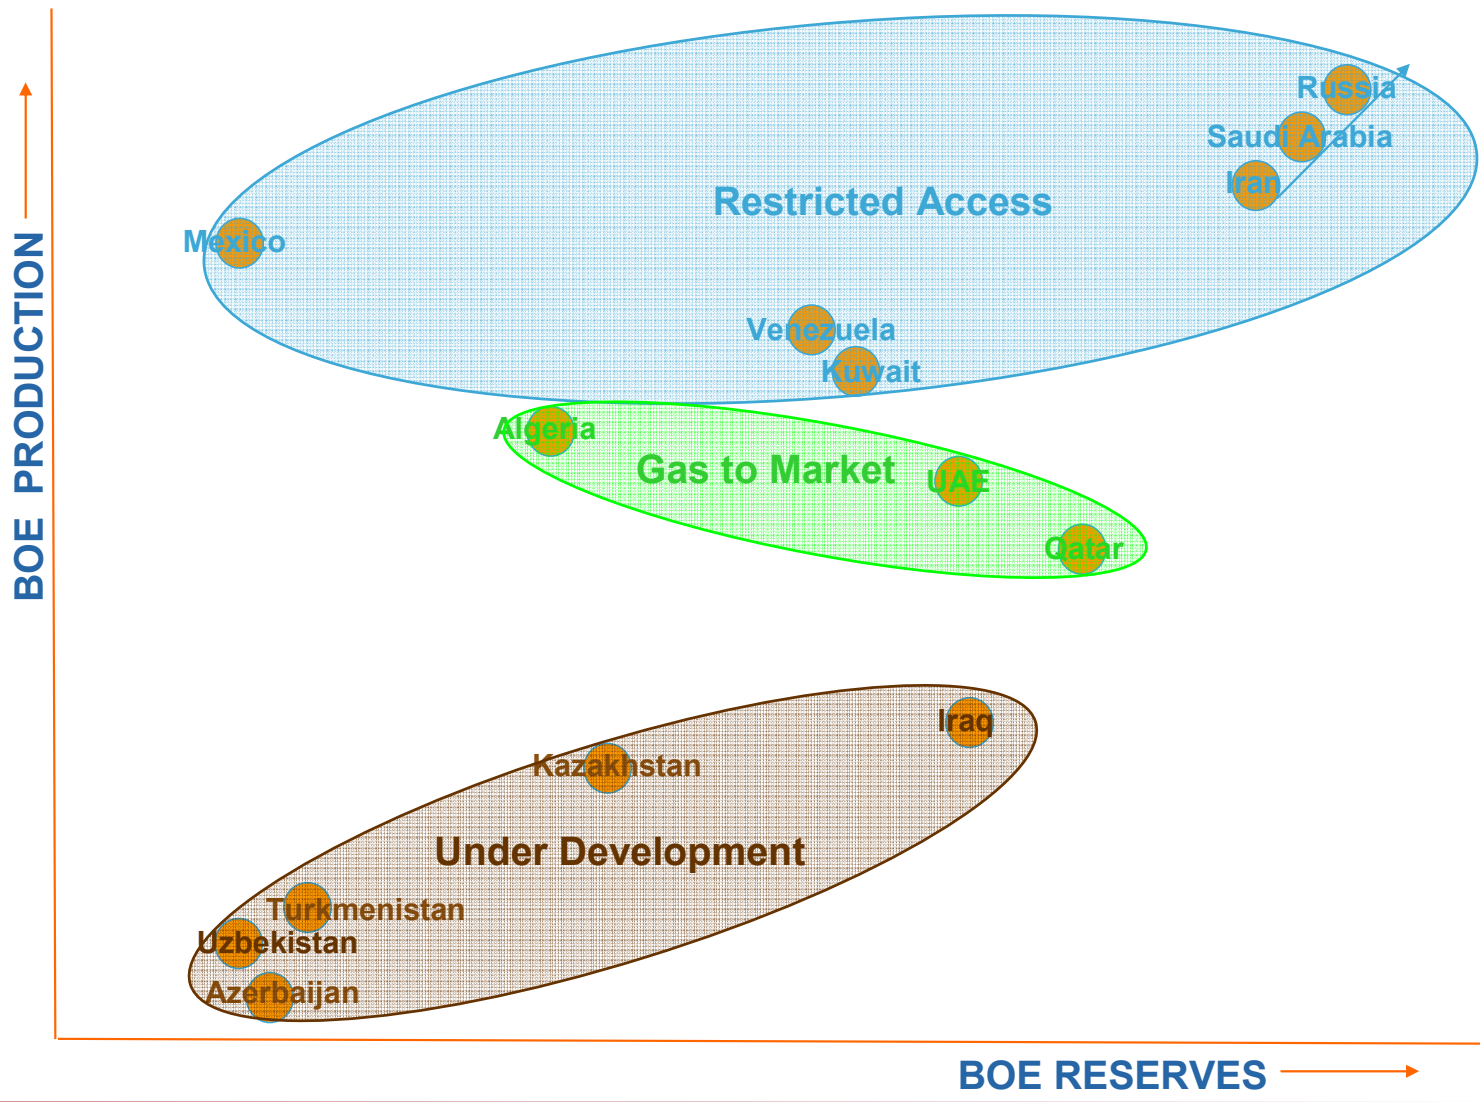 Russia
Saudi Arabia
Iran
Restricted Access
Mexico
Venezuela
Kuwait
Algeria
Gas to Market
UAE
Qatar
BOE PRODUCTION
Iraq
Kazakhstan
Under Development
Turkmenistan
Uzbekistan
Azerbaijan
BOE RESERVES